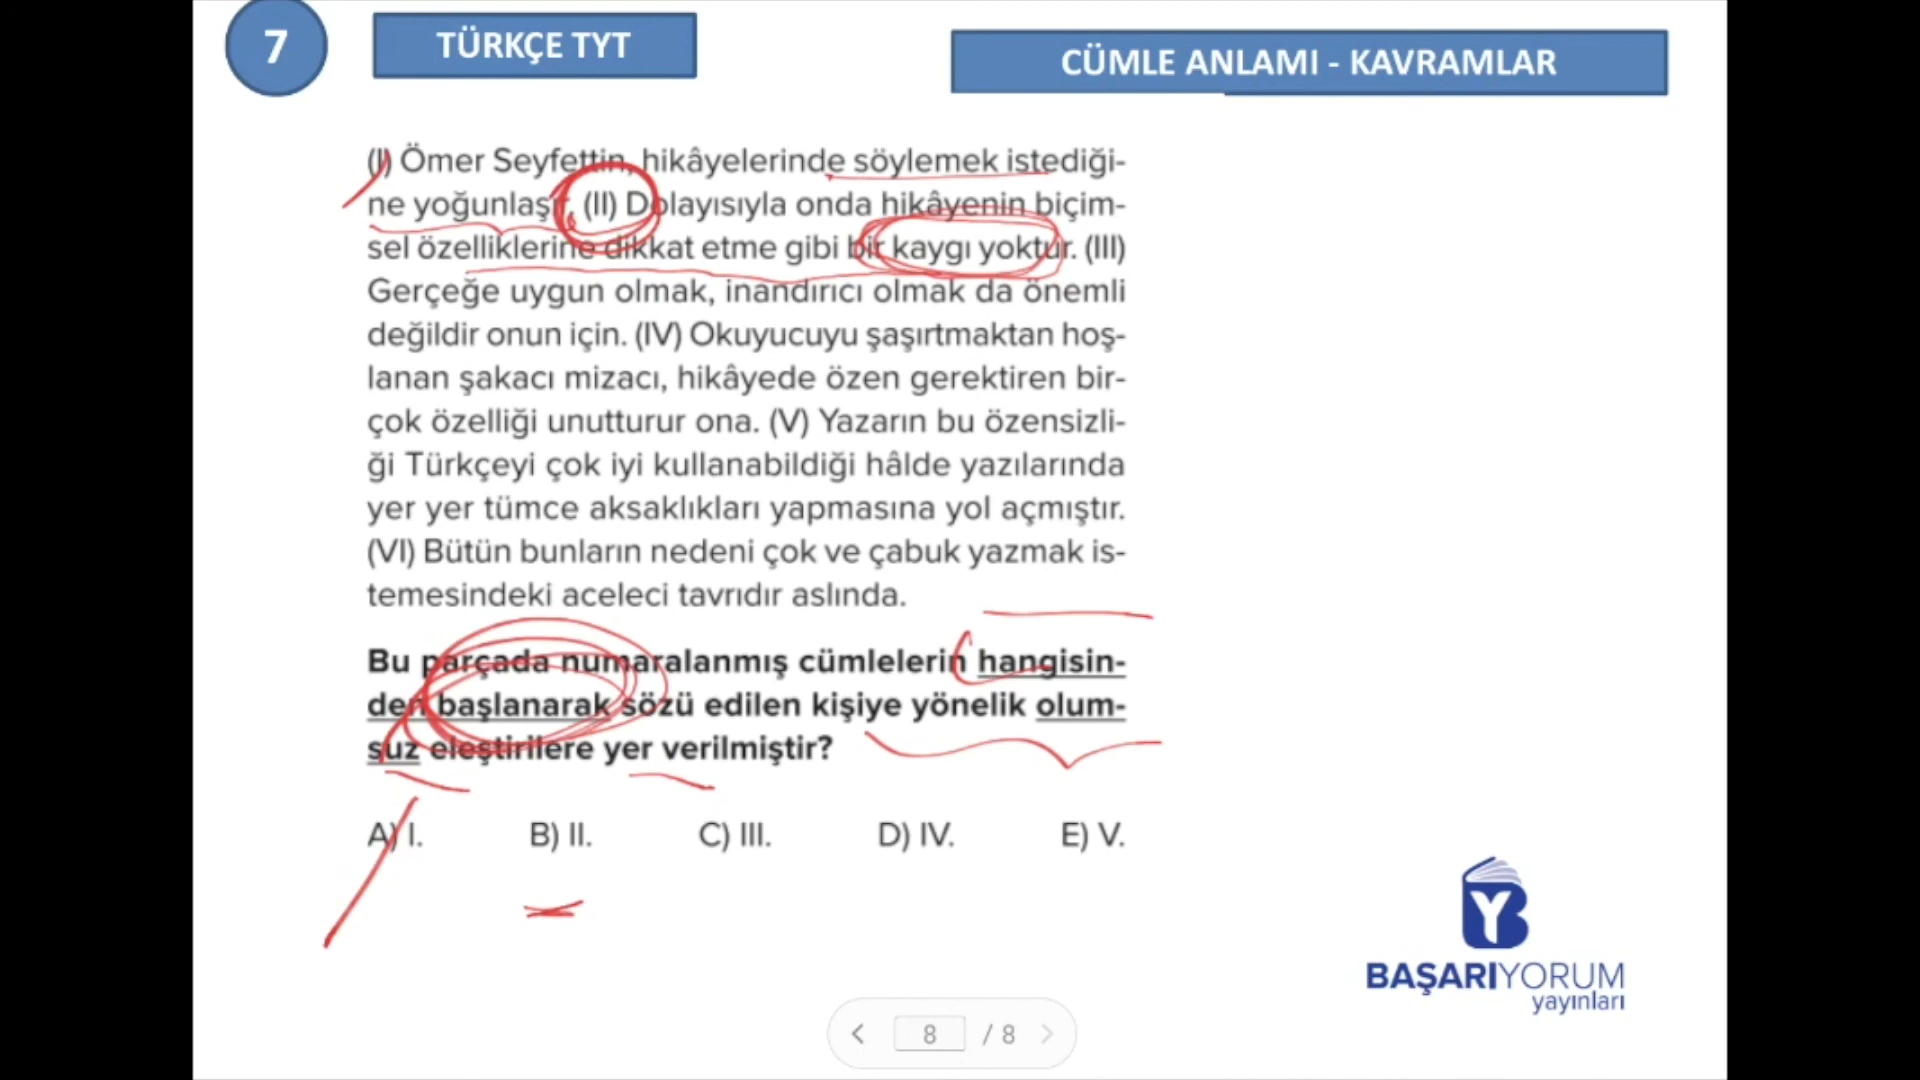 7
TÜRKÇE TYT
CÜMLE ANLAMI - KAVRAMLAR
(I) Ömer Seyfettin, hikâyelerinde söylemek istediği-
ne yoğunlaşır. (II) Dolayısıyla onda hikâyenin biçim-
sel özelliklerine dikkat etme gibi bir kaygı yoktur. (III)
Gerçeğe uygun olmak, inandırıcı olmak da önemli
değildir onun için. (IV) Okuyucuyu şaşırtmaktan hoş-
lanan şakacı mizacı, hikâyede özen gerektiren bir-
çok özelliği unutturur ona. (V) Yazarın bu özensizli-
ği Türkçeyi çok iyi kullanabildiği hâlde yazılarında
yer yer tümce aksaklıkları yapmasına yol açmıştır.
(VI) Bütün bunların nedeni çok ve çabuk yazmak is-
temesindeki aceleci tavrıdır aslında.
Bu parçada numaralanmış cümlelerin hangisin-
den başlanarak sözü edilen kişiye yönelik olum-
suz eleştirilere yer verilmiştir?
A) I. B) II. C) III. D) IV. E) V.
BAŞARIYORUM
yayınları
8 / 8